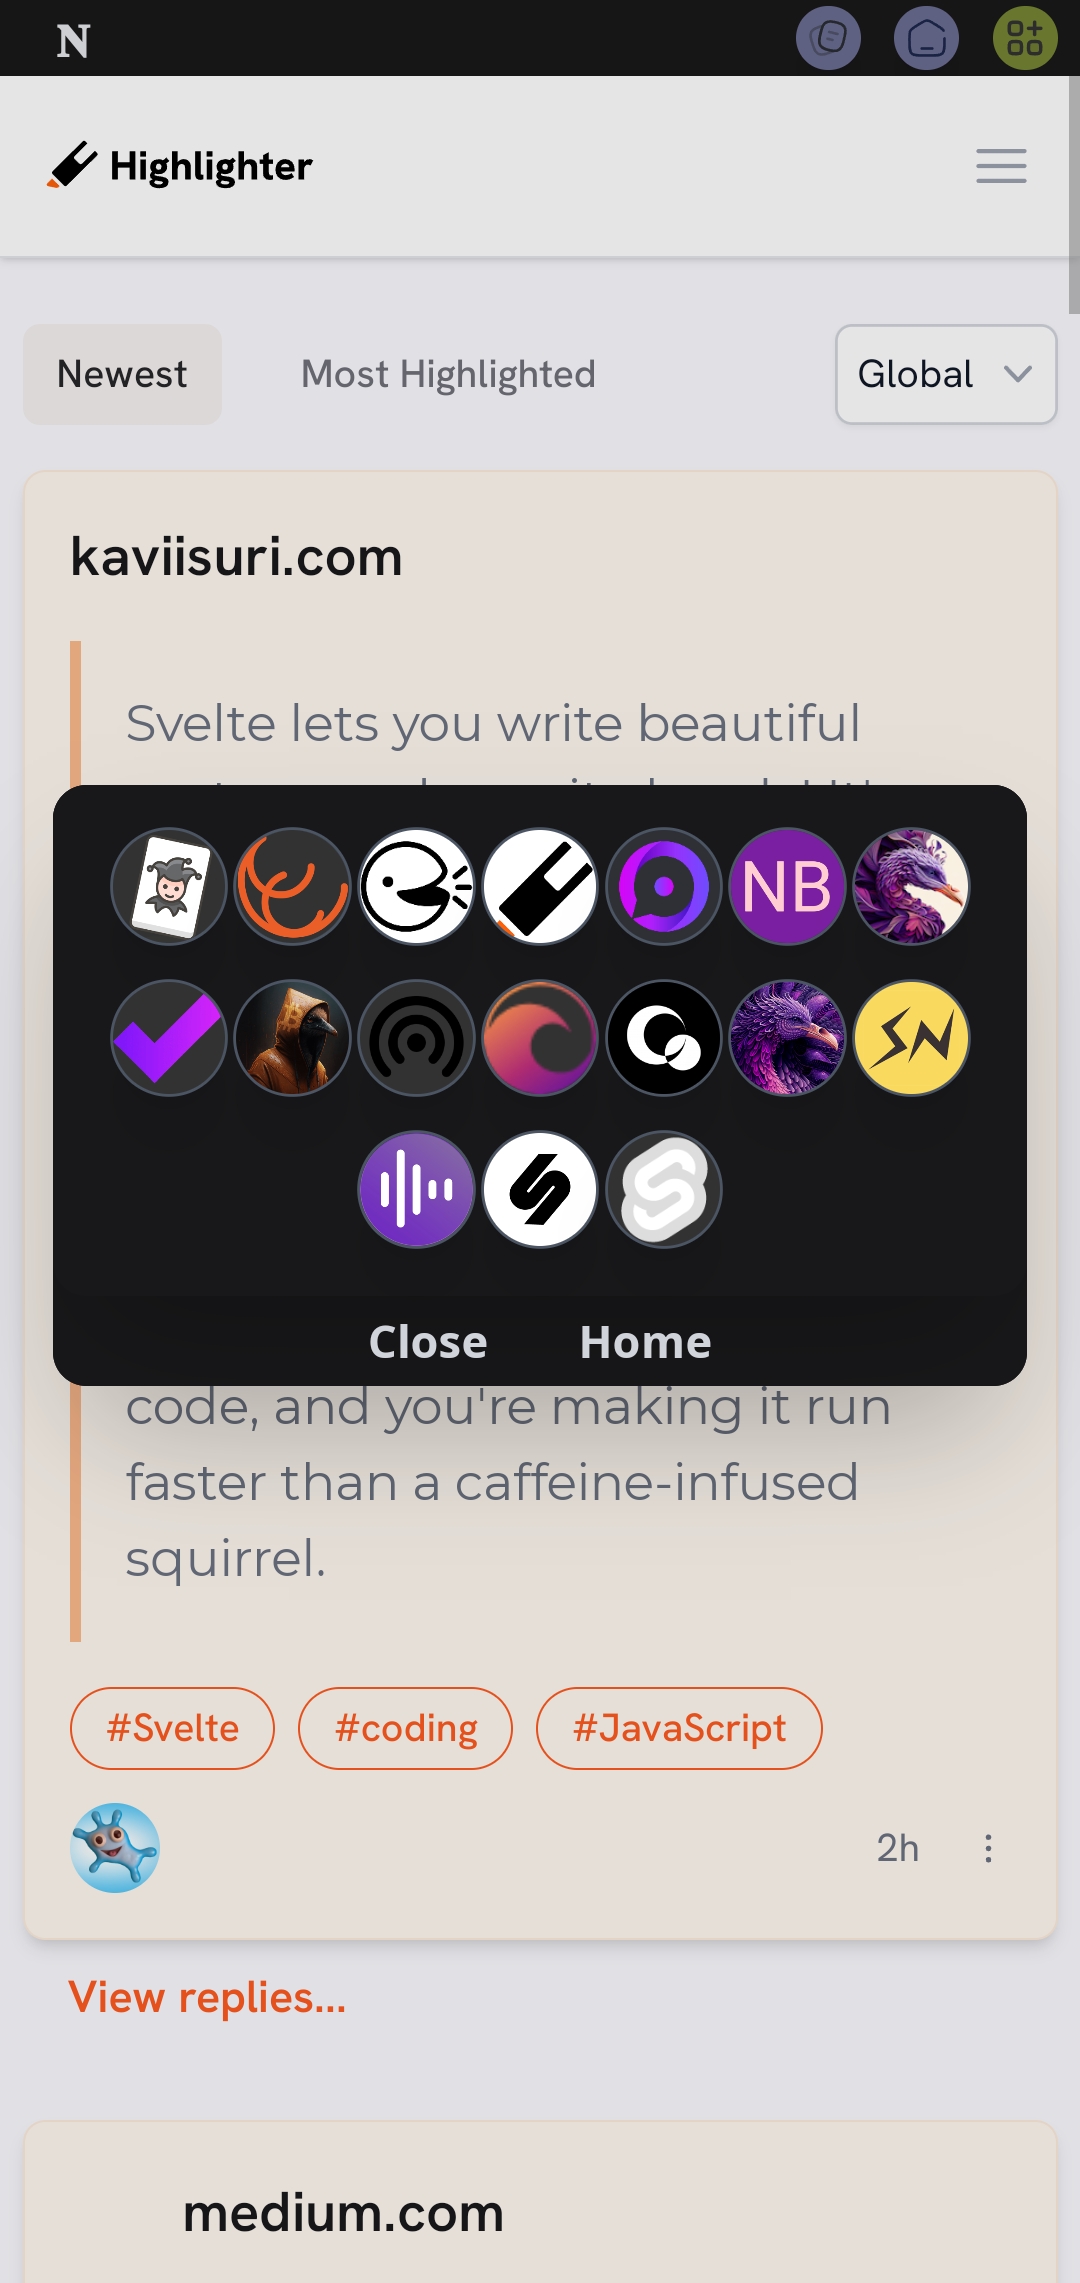 N
Highlighter
Newest
Most Highlighted
Global
kaviisuri.com
Svelte lets you write beautiful
NB
SN
Close
Home
code, and you're making it run
faster than a caffeine-infused
squirrel.
#Svelte
#coding
#JavaScript
2h
View replies...
medium.com